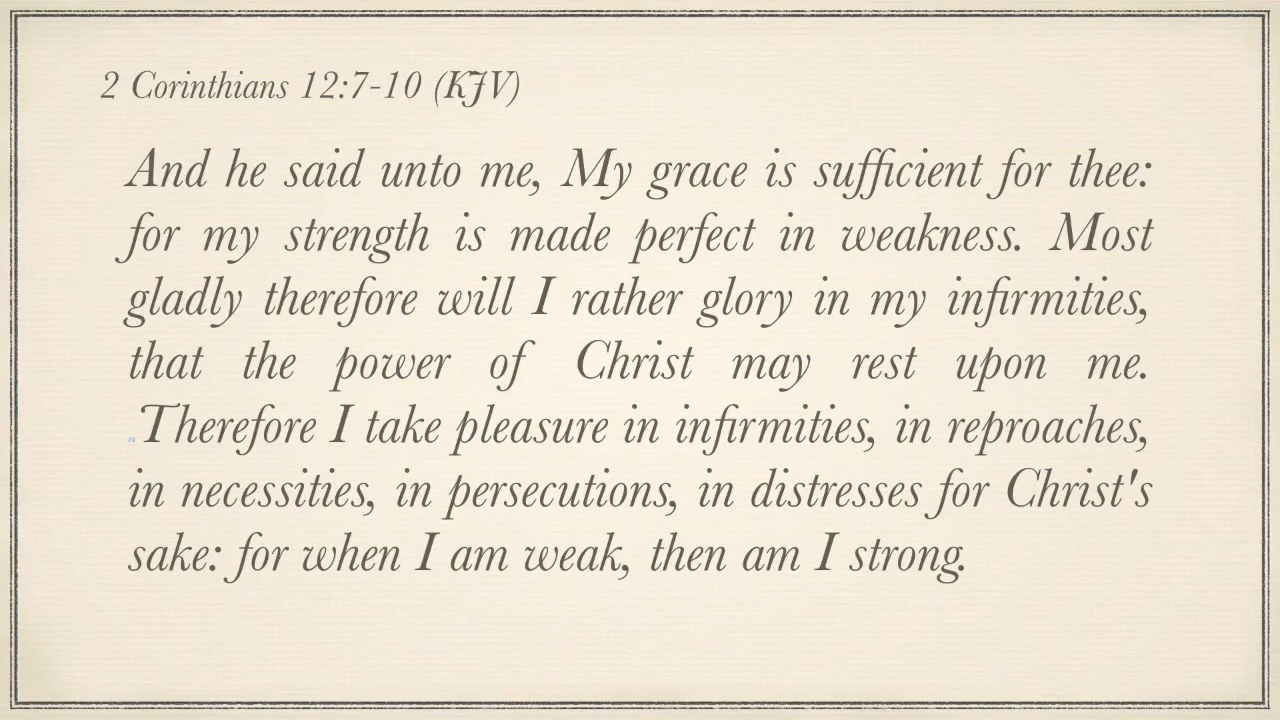 2 Corinthians 12:7-10 (KJV)
And he said unto me, My grace is sufficient for thee:
for my strength is made perfect in weakness. Most
gladly therefore will I rather glory in my infirmities,
that the power of Christ may rest upon me.
10 Therefore I take pleasure in infirmities, in reproaches,
in necessities, in persecutions, in distresses for Christ's
sake: for when I am weak, then am I strong.